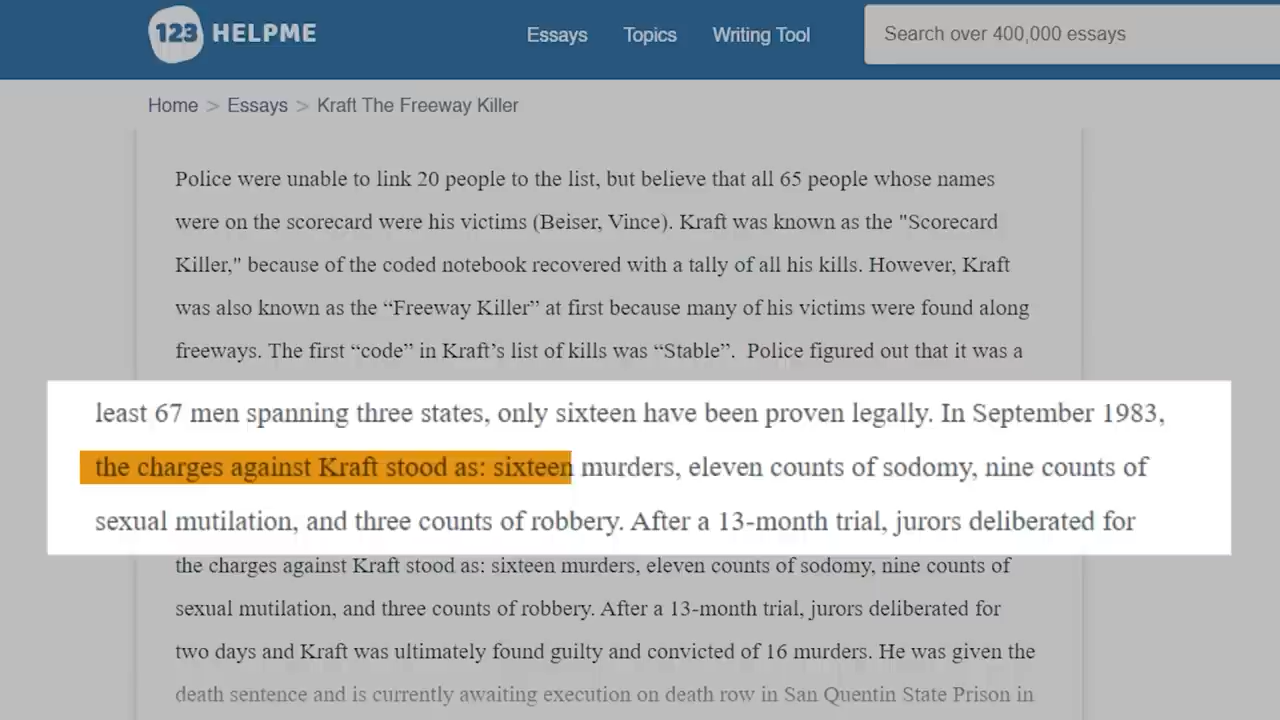 123 HELPME
Essays Topics Writing Tool Search over 400,000 essays
Home > Essays > Kraft The Freeway Killer
Police were unable to link 20 people to the list, but believe that all 65 people whose names
were on the scorecard were his victims (Beiser, Vince). Kraft was known as the "Scorecard
Killer," because of the coded notebook recovered with a tally of all his kills. However, Kraft
was also known as the “Freeway Killer” at first because many of his victims were found along
freeways. The first “code” in Kraft’s list of kills was “Stable”.  Police figured out that it was a
least 67 men spanning three states, only sixteen have been proven legally. In September 1983,
the charges against Kraft stood as: sixteen murders, eleven counts of sodomy, nine counts of
sexual mutilation, and three counts of robbery. After a 13-month trial, jurors deliberated for
the charges against Kraft stood as: sixteen murders, eleven counts of sodomy, nine counts of
sexual mutilation, and three counts of robbery. After a 13-month trial, jurors deliberated for
two days and Kraft was ultimately found guilty and convicted of 16 murders. He was given the
death sentence and is currently awaiting execution on death row in San Quentin State Prison in